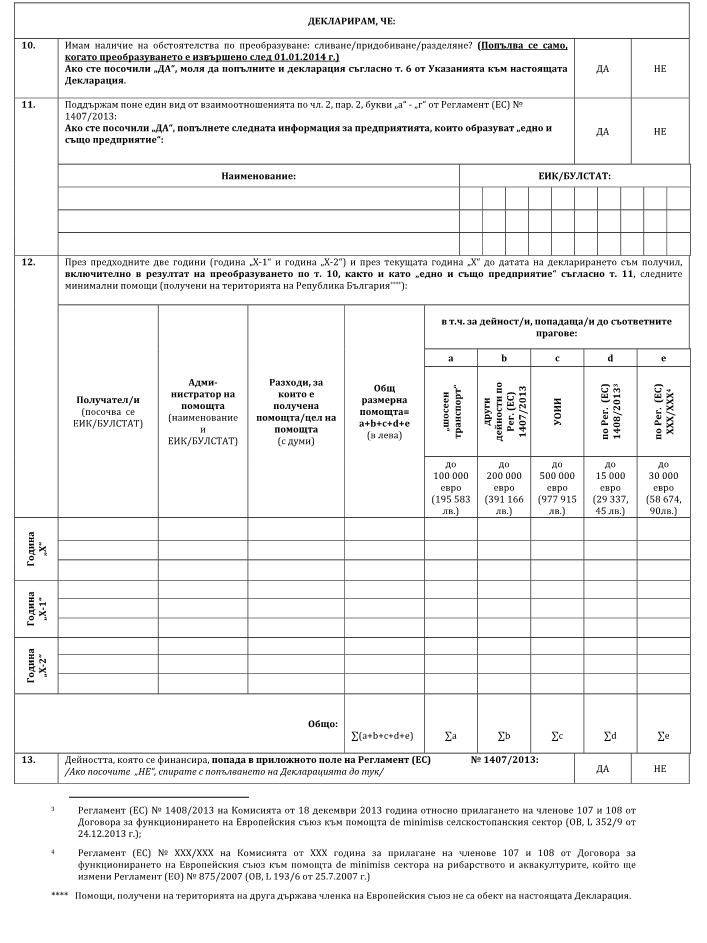 ДЕКЛАРИРАМ, ЧЕ:
10.
Имам наличие на обстоятелства по преобразуване: сливане/придобиване/разделяне? (Попълва се само,
когато преобразуването е извършено след 01.01.2014 г.)
Ако сте посочили „ДА“, моля да попълните и декларация съгласно т. 6 от Указанията към настоящата
Декларация.
ДА
НЕ
11.
Поддържам поне един вид от взаимоотношенията по чл. 2, пар. 2, букви „а“ - „г“ от Регламент (ЕС) №
1407/2013:
Ако сте посочили „ДА“, попълнете следната информация за предприятията, които образуват „едно и
също предприятие“:
ДА
НЕ
Наименование:
ЕИК/БУЛСТАТ:
12.
През предходните две години (година „Х-1“ и година „Х-2“) и през текущата година „Х“ до датата на декларирането съм получил,
включително в резултат на преобразуването по т. 10, както и като „едно и също предприятие“ съгласно т. 11, следните
минимални помощи (получени на територията на Република България****):
Получател/и
(посочва се
ЕИК/БУЛСТАТ)
Адми-
нистратор на
помощта
(наименование
и
ЕИК/БУЛСТАТ)
Разходи, за
които е
получена
помощта/цел на
помощта
(с думи)
Общ
размерна
помощта=
a+b+c+d+e
(в лева)
в т.ч. за дейност/и, попадаща/и до съответните
прагове:
a
b
c
d
e
„шосеен
транспорт“
други
дейности по
Рег. (ЕС)
1407/2013
УОИИ
по Рег. (ЕС)
1408/2013³
по Рег. (ЕС)
XXX/XXX⁴
до
100 000
евро
(195 583
лв.)
до
200 000
евро
(391 166
лв.)
до
500 000
евро
(977 915
лв.)
до
15 000
евро
(29 337,
45 лв.)
до
30 000
евро
(58 674,
90лв.)
Година
„Х“
Година
„Х-1“
Година
„Х-2“
Общо:
∑(a+b+c+d+e)
∑a
∑b
∑c
∑d
∑e
13.
Дейността, която се финансира, попада в приложното поле на Регламент (ЕС) № 1407/2013:
/Ако посочите „НЕ“, спирате с попълването на Декларацията до тук/
ДА
НЕ
³ Регламент (ЕС) № 1408/2013 на Комисията от 18 декември 2013 година относно прилагането на членове 107 и 108 от
Договора за функционирането на Европейския съюз към помощта de minimisв селскостопанския сектор (ОВ, L 352/9 от
24.12.2013 г.);
⁴ Регламент (ЕС) № XXX/XXX на Комисията от XXX година за прилагане на членове 107 и 108 от Договора за
функционирането на Европейския съюз към помощта de minimisв сектора на рибарството и аквакултурите, който ще
измени Регламент (ЕО) № 875/2007 (ОВ, L 193/6 от 25.7.2007 г.)
**** Помощи, получени на територията на друга държава членка на Европейския съюз не са обект на настоящата Декларация.